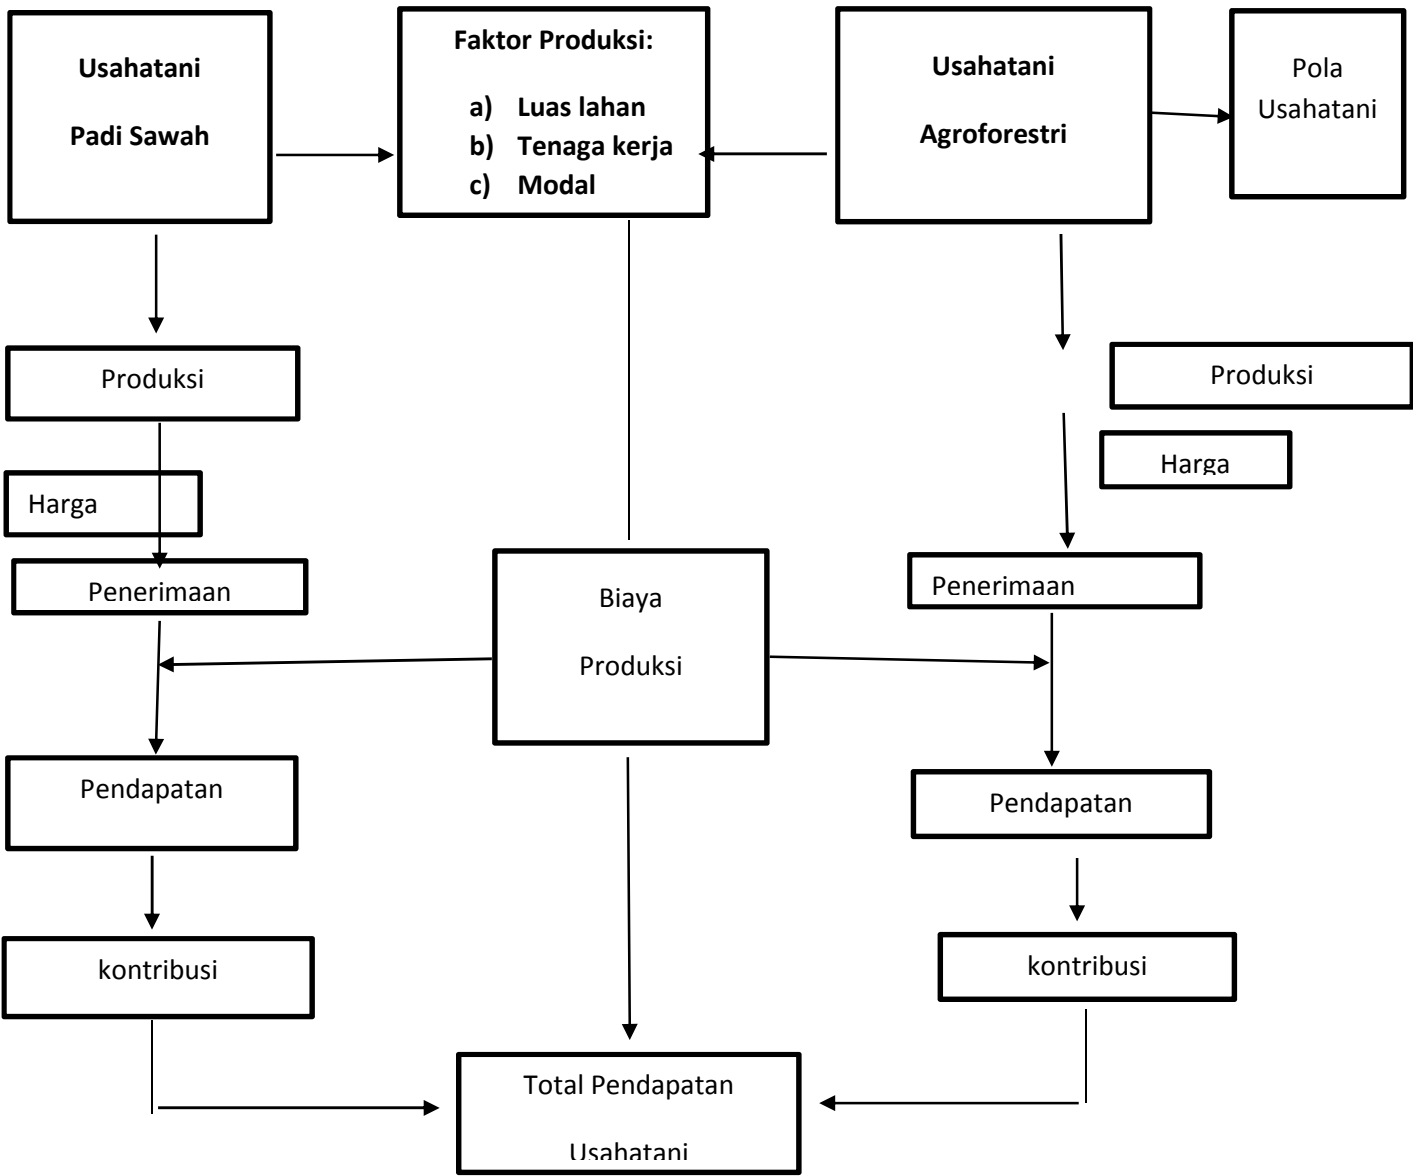 Usahatani
Padi Sawah
Faktor Produksi:
a) Luas lahan
b) Tenaga kerja
c) Modal
Usahatani
Agroforestri
Pola
Usahatani
Produksi
Produksi
Harga
Harga
Penerimaan
Biaya
Produksi
Penerimaan
Pendapatan
Pendapatan
kontribusi
kontribusi
Total Pendapatan
Usahatani